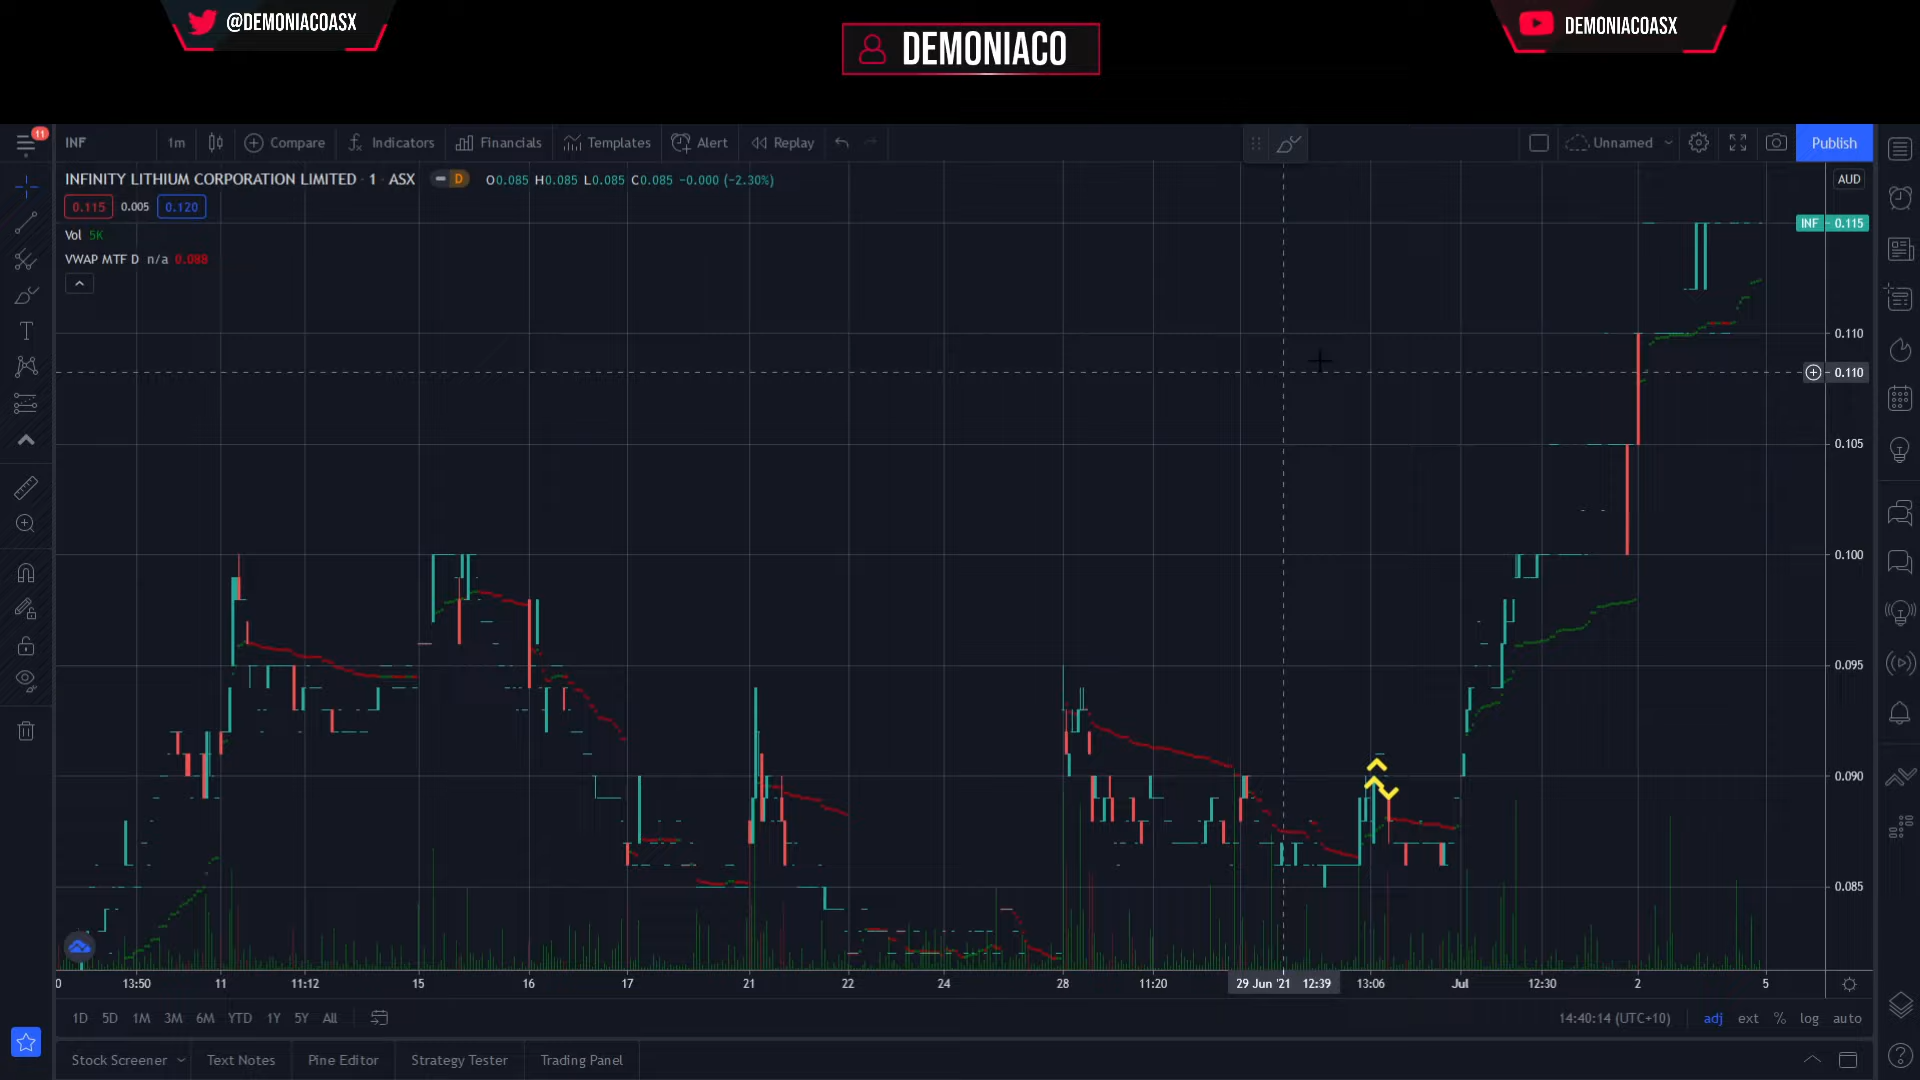 @DEMONIACOASX
DEMONIACO
DEMONIACOASX
11
INF
1m
Compare
Indicators
Financials
Templates
Alert
Replay
Unnamed
Publish
INFINITY LITHIUM CORPORATION LIMITED · 1 · ASX
D
O0.085 H0.085 L0.085 C0.085 −0.000 (−2.30%)
AUD
0.115 0.005 0.120
INF 0.115
Vol 5K
VWAP MTF D n/a 0.088
0.110
0.110
0.105
0.100
0.095
0.090
0.085
0 13:50 11 11:12 15 16 17 21 22 24 28 11:20 29 Jun '21 12:39 13:06 Jul 12:30 2 5
1D 5D 1M 3M 6M YTD 1Y 5Y All
14:40:14 (UTC+10) adj ext % log auto
Stock Screener Text Notes Pine Editor Strategy Tester Trading Panel